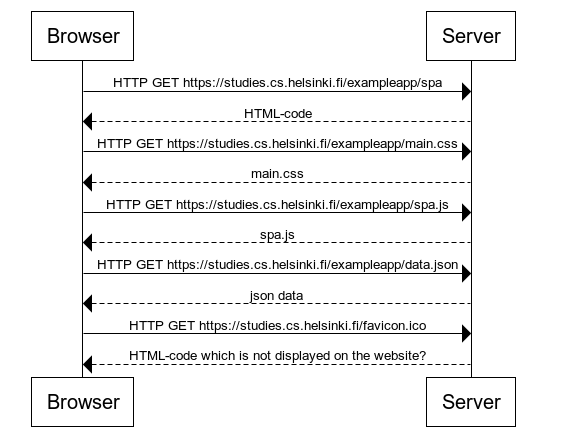 Browser Server
HTTP GET https://studies.cs.helsinki.fi/exampleapp/spa
HTML-code
HTTP GET https://studies.cs.helsinki.fi/exampleapp/main.css
main.css
HTTP GET https://studies.cs.helsinki.fi/exampleapp/spa.js
spa.js
HTTP GET https://studies.cs.helsinki.fi/exampleapp/data.json
json data
HTTP GET https://studies.cs.helsinki.fi/favicon.ico
HTML-code which is not displayed on the website?
Browser Server